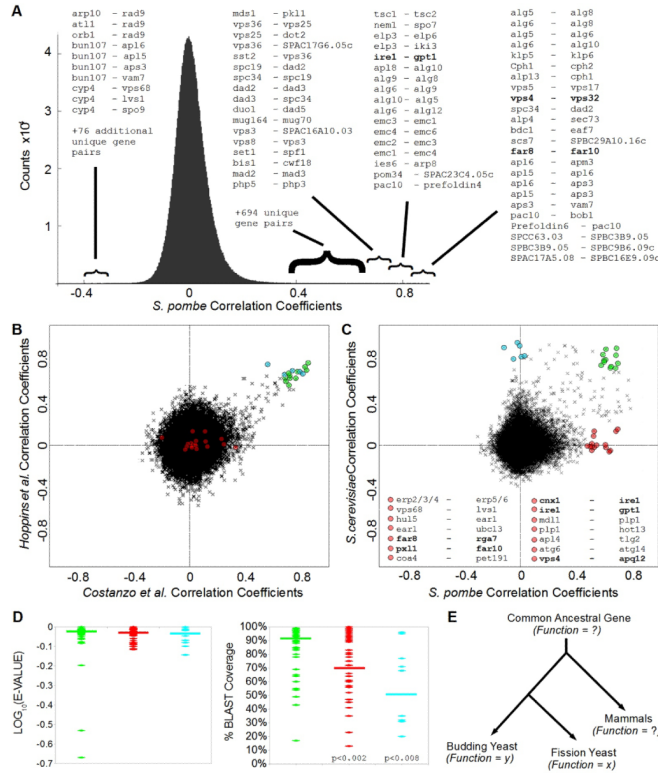 A
arp10 - rad9
atl1 - rad9
orb1 - rad9
bun107 - apl6
bun107 - apl5
bun107 - aps3
bun107 - vam7
cyp4 - vps68
cyp4 - lvs1
cyp4 - spo9
+76 additional
unique gene
pairs
mds1 - pkl1
vps36 - vps25
vps25 - dot2
vps36 - SPAC17G6.05c
sst2 - vps36
spc19 - dad2
spc34 - spc19
dad2 - dad3
dad3 - spc34
duo1 - dad5
mug164 - mug70
vps3 - SPAC16A10.03
vps8 - vps3
set1 - spf1
bis1 - cwf18
mad2 - mad3
php5 - php3
+694 unique
gene pairs
tsc1 - tsc2
nem1 - spo7
elp3 - elp6
elp3 - iki3
ire1 - gpt1
apl8 - alg10
alg9 - alg8
alg6 - alg9
alg10 - alg5
alg6 - alg12
emc3 - emc1
emc4 - emc6
emc2 - emc1
emc3 - emc4
ies6 - arp8
pom34 - SPAC23C4.05c
pac10 - prefoldin4
alg5 - alg8
alg6 - alg8
alg6 - alg5
alg6 - alg10
klp5 - klp6
Cph2 - cph2
alp13 - cph1
vps5 - vps17
vps4 - vps32
spc34 - dad2
alp4 - sec73
bdc1 - eaf7
scs7 - SPBC29A10.16c
far8 - far10
apl6 - apm3
apl5 - apl6
apl6 - aps3
apl5 - aps3
aps3 - vam7
pac10 - bob1
Prefoldin6 - pac10
SPCC63.03 - SPBC3B9.05
SPBC3B9.05 - SPBC9B6.09c
SPAC17A5.08 - SPBC16E9.09c
Counts x10⁴
4
3
2
1
-0.4 0 0.4 0.8
S. pombe Correlation Coefficients
B
Hoppins et al. Correlation Coefficients
0.8
0.4
0
-0.4
-0.8
-0.8 -0.4 0 0.4 0.8
Costanzo et al. Correlation Coefficients
C
S.cerevisiae Correlation Coefficients
0.8
0.4
0
-0.4
erp2/3/4 - erp5/6
vps68 - lvs1
hul5 - ear1
ear1 - ubc13
far8 - rga7
pxl1 - far10
coa4 - pet191
cnx1 - ire1
ire1 - gpt1
mdl1 - plp1
plp1 - hot13
apl4 - tlg2
atg6 - atg14
vps4 - apq12
-0.8 -0.4 0 0.4 0.8
S. pombe Correlation Coefficients
D
LOG₁₀(E-VALUE)
0
-0.1
-0.2
-0.3
-0.4
-0.5
-0.6
-0.7
% BLAST Coverage
100%
90%
80%
70%
60%
50%
40%
30%
20%
10%
0
p<0.002 p<0.008
E
Common Ancestral Gene
(Function = ?)
Mammals
(Function = ?)
Budding Yeast
(Function = y)
Fission Yeast
(Function = x)